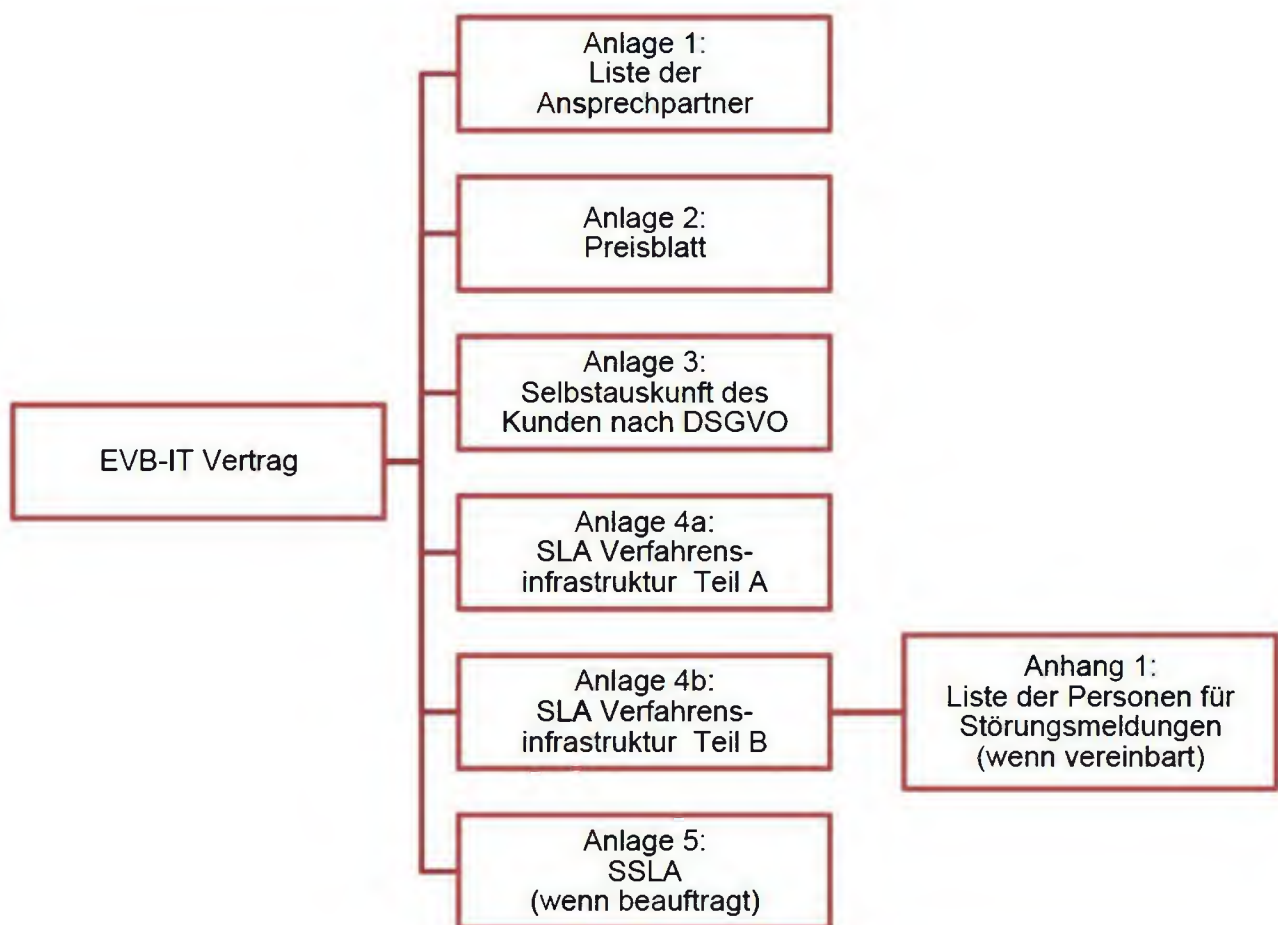 Anlage 1:
Liste der
Ansprechpartner
Anlage 2:
Preisblatt
Anlage 3:
Selbstauskunft des
Kunden nach DSGVO
EVB-IT Vertrag
Anlage 4a:
SLA Verfahrens-
infrastruktur Teil A
Anlage 4b:
SLA Verfahrens-
infrastruktur Teil B
Anhang 1:
Liste der Personen für
Störungsmeldungen
(wenn vereinbart)
Anlage 5:
SSLA
(wenn beauftragt)